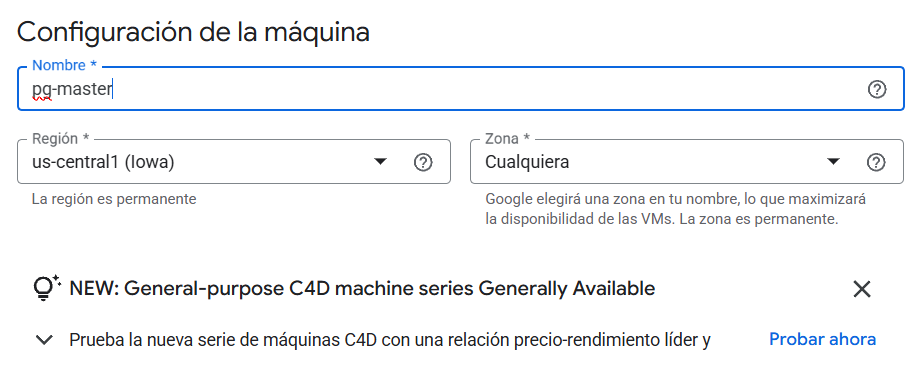 Configuración de la máquina
Nombre *
pg-master
Región *
Zona *
us-central1 (Iowa)
Cualquiera
La región es permanente
Google elegirá una zona en tu nombre, lo que maximizará
la disponibilidad de las VMs. La zona es permanente.
NEW: General-purpose C4D machine series Generally Available
Prueba la nueva serie de máquinas C4D con una relación precio-rendimiento líder y
Probar ahora